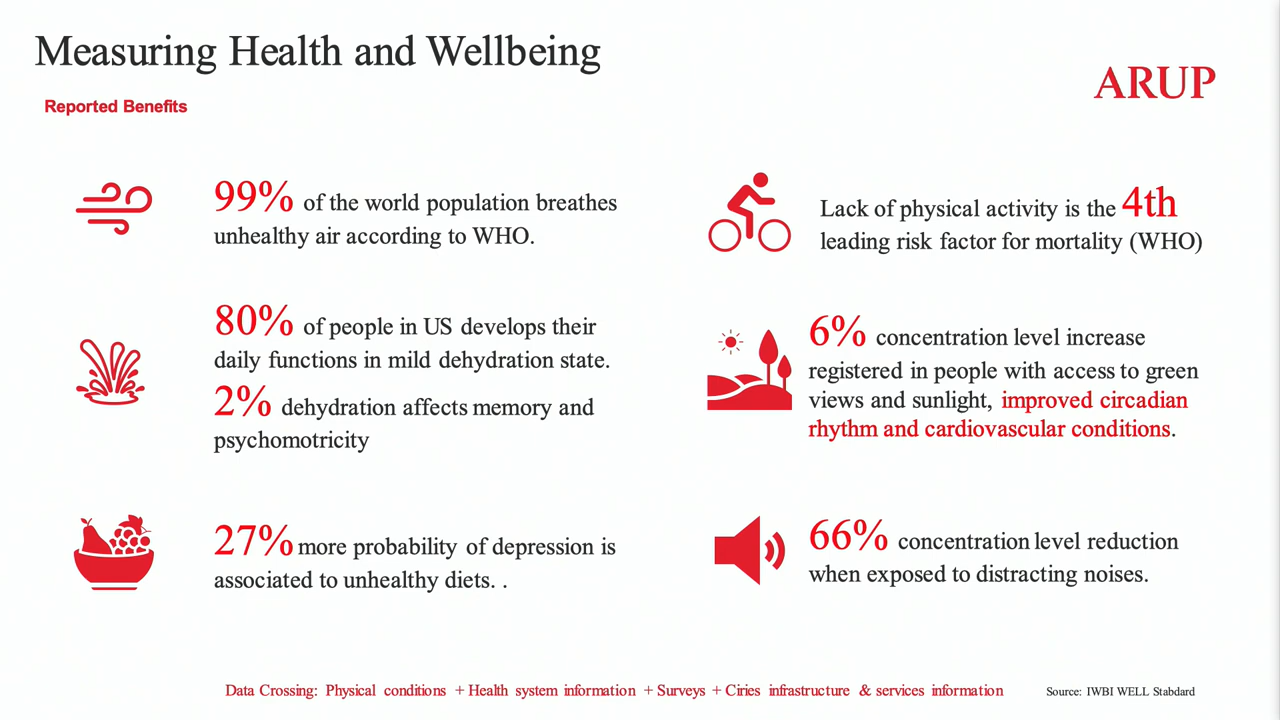 Measuring Health and Wellbeing
Reported Benefits
ARUP
99% of the world population breathes
unhealthy air according to WHO.
80% of people in US develops their
daily functions in mild dehydration state.
2% dehydration affects memory and
psychomotricity
27% more probability of depression is
associated to unhealthy diets. .
Lack of physical activity is the 4th
leading risk factor for mortality (WHO)
6% concentration level increase
registered in people with access to green
views and sunlight, improved circadian
rhythm and cardiovascular conditions.
66% concentration level reduction
when exposed to distracting noises.
Data Crossing: Physical conditions + Health system information + Surveys + Ciries infrastructure & services information
Source: IWBI WELL Stabdard